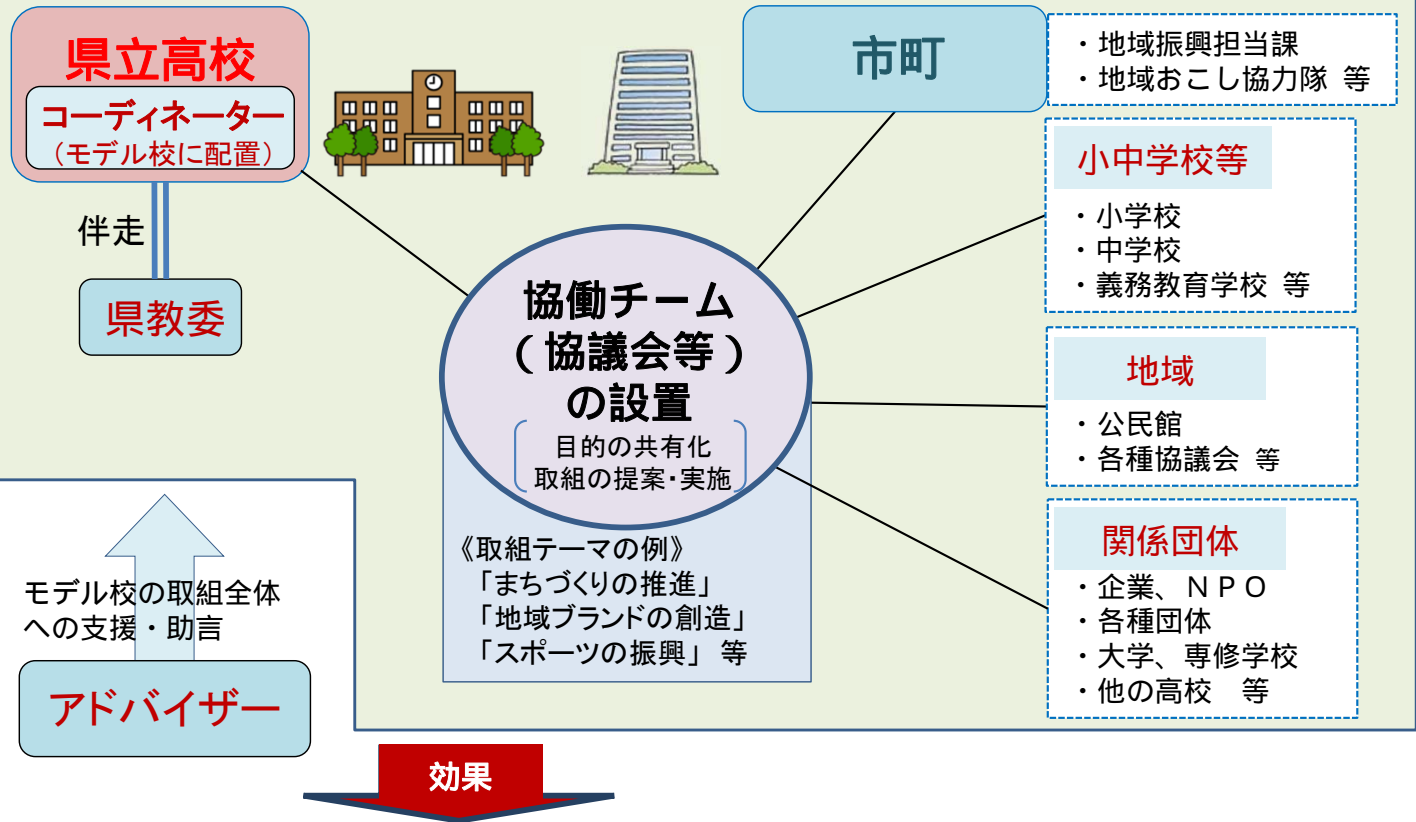 県立高校
コーディネーター
（モデル校に配置）
伴走
県教委
市町
・地域振興担当課
・地域おこし協力隊 等
小中学校等
・小学校
・中学校
・義務教育学校 等
協働チーム
（協議会等）
の設置
目的の共有化
取組の提案・実施
地域
・公民館
・各種協議会 等
《取組テーマの例》
「まちづくりの推進」
「地域ブランドの創造」
「スポーツの振興」 等
関係団体
・企業、ＮＰＯ
・各種団体
・大学、専修学校
・他の高校　等
モデル校の取組全体
への支援・助言
アドバイザー
効果